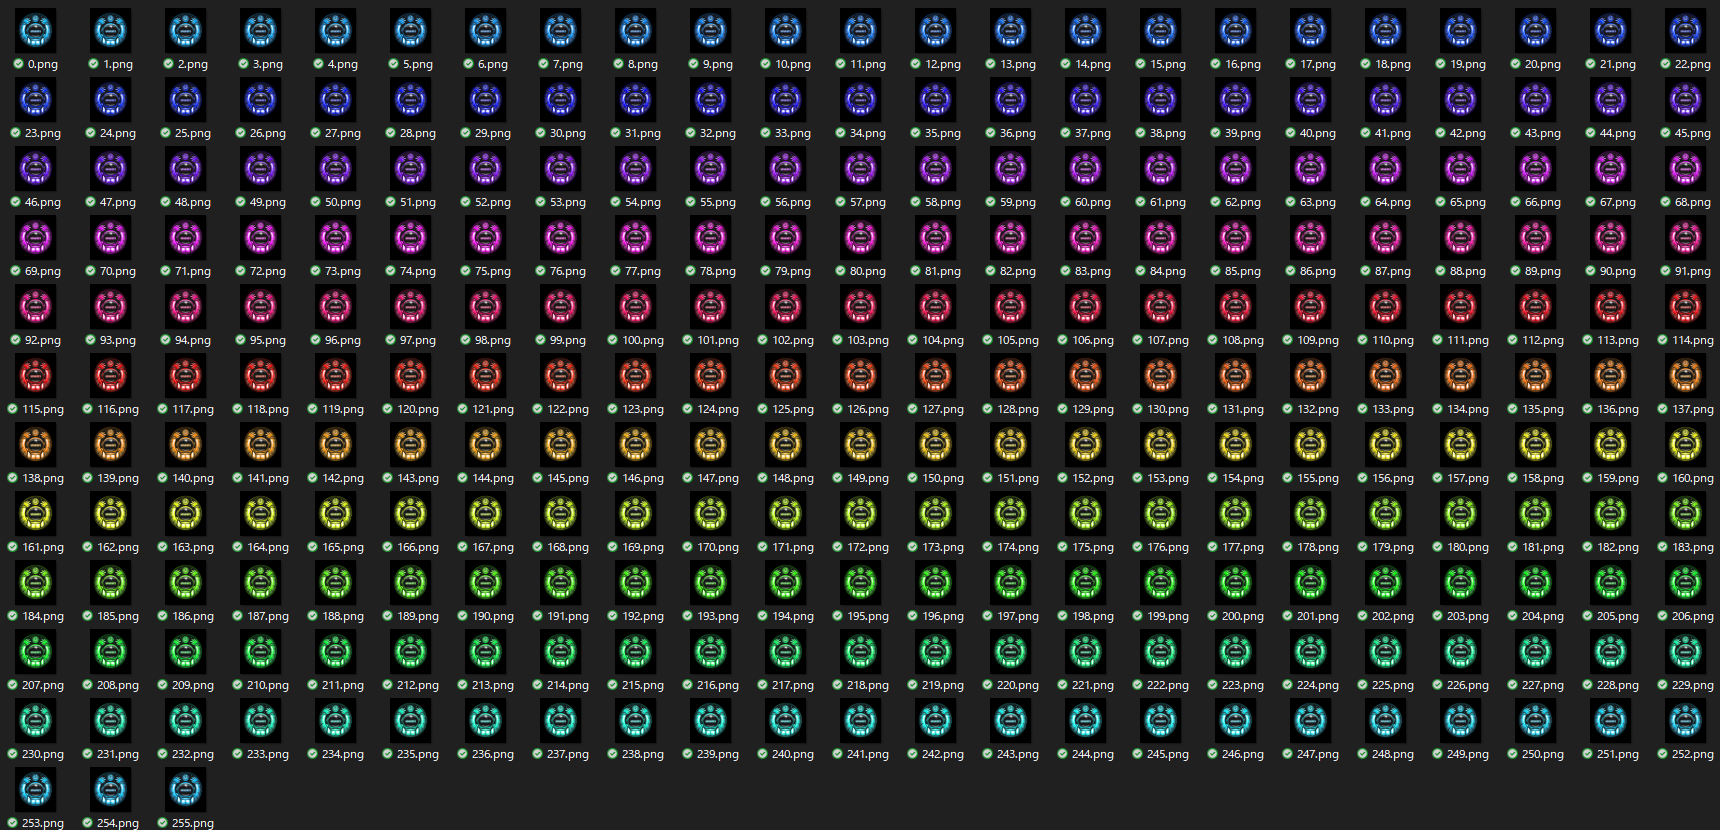 0.png 1.png 2.png 3.png 4.png 5.png 6.png 7.png 8.png 9.png 10.png 11.png 12.png 13.png 14.png 15.png 16.png 17.png 18.png 19.png 20.png 21.png 22.png
23.png 24.png 25.png 26.png 27.png 28.png 29.png 30.png 31.png 32.png 33.png 34.png 35.png 36.png 37.png 38.png 39.png 40.png 41.png 42.png 43.png 44.png 45.png
46.png 47.png 48.png 49.png 50.png 51.png 52.png 53.png 54.png 55.png 56.png 57.png 58.png 59.png 60.png 61.png 62.png 63.png 64.png 65.png 66.png 67.png 68.png
69.png 70.png 71.png 72.png 73.png 74.png 75.png 76.png 77.png 78.png 79.png 80.png 81.png 82.png 83.png 84.png 85.png 86.png 87.png 88.png 89.png 90.png 91.png
92.png 93.png 94.png 95.png 96.png 97.png 98.png 99.png 100.png 101.png 102.png 103.png 104.png 105.png 106.png 107.png 108.png 109.png 110.png 111.png 112.png 113.png 114.png
115.png 116.png 117.png 118.png 119.png 120.png 121.png 122.png 123.png 124.png 125.png 126.png 127.png 128.png 129.png 130.png 131.png 132.png 133.png 134.png 135.png 136.png 137.png
138.png 139.png 140.png 141.png 142.png 143.png 144.png 145.png 146.png 147.png 148.png 149.png 150.png 151.png 152.png 153.png 154.png 155.png 156.png 157.png 158.png 159.png 160.png
161.png 162.png 163.png 164.png 165.png 166.png 167.png 168.png 169.png 170.png 171.png 172.png 173.png 174.png 175.png 176.png 177.png 178.png 179.png 180.png 181.png 182.png 183.png
184.png 185.png 186.png 187.png 188.png 189.png 190.png 191.png 192.png 193.png 194.png 195.png 196.png 197.png 198.png 199.png 200.png 201.png 202.png 203.png 204.png 205.png 206.png
207.png 208.png 209.png 210.png 211.png 212.png 213.png 214.png 215.png 216.png 217.png 218.png 219.png 220.png 221.png 222.png 223.png 224.png 225.png 226.png 227.png 228.png 229.png
230.png 231.png 232.png 233.png 234.png 235.png 236.png 237.png 238.png 239.png 240.png 241.png 242.png 243.png 244.png 245.png 246.png 247.png 248.png 249.png 250.png 251.png 252.png
253.png 254.png 255.png